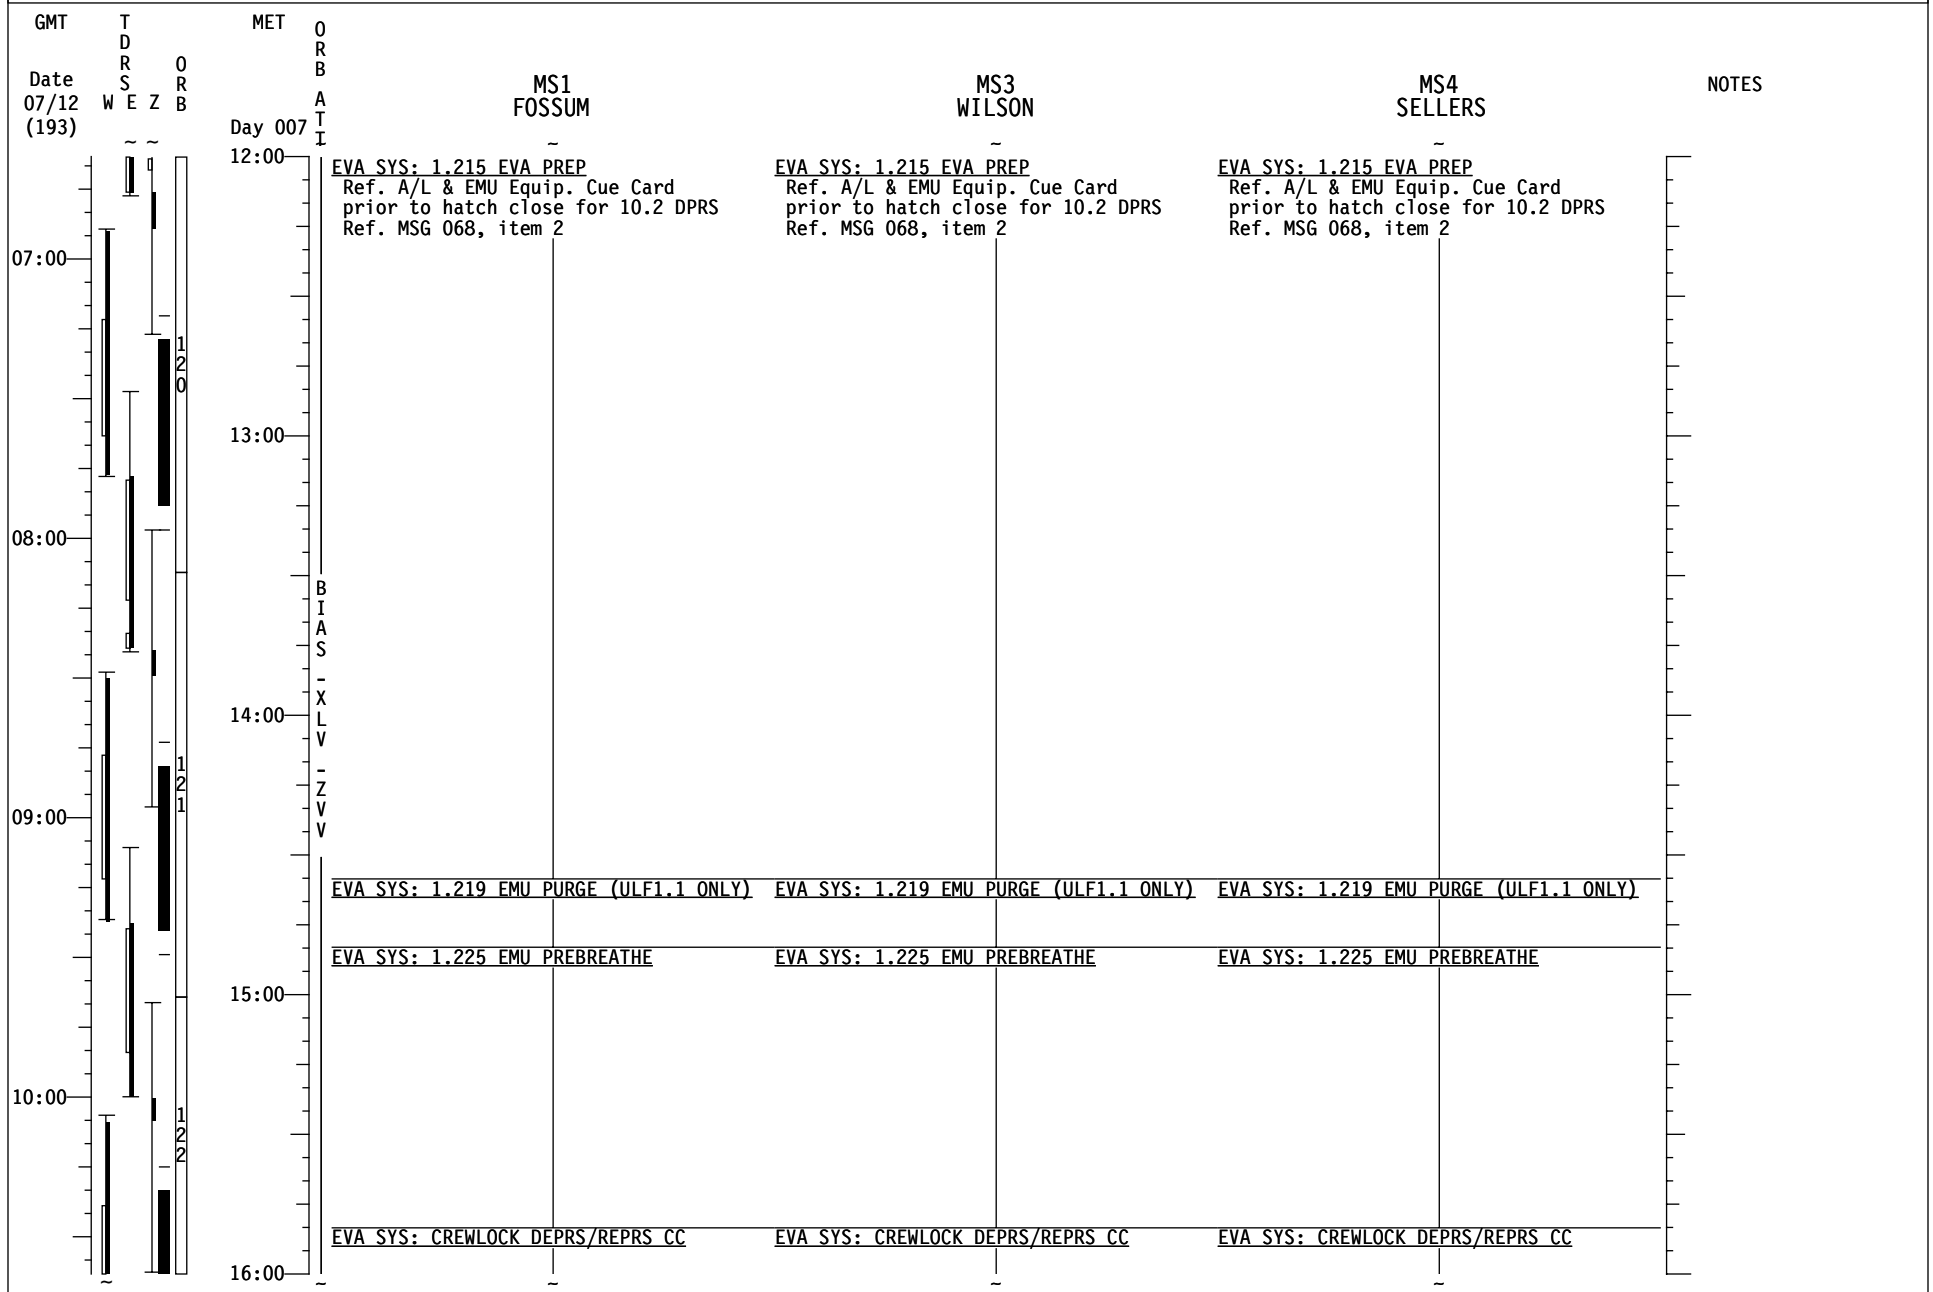 GMT
TDRS
MET
ORB ATT
ORB
Date
07/12
(193)
W E Z
Day 007
MS1
FOSSUM
MS3
WILSON
MS4
SELLERS
NOTES
~ ~ ~ ~ ~
12:00
EVA SYS: 1.215 EVA PREP
Ref. A/L & EMU Equip. Cue Card
prior to hatch close for 10.2 DPRS
Ref. MSG 068, item 2
EVA SYS: 1.215 EVA PREP
Ref. A/L & EMU Equip. Cue Card
prior to hatch close for 10.2 DPRS
Ref. MSG 068, item 2
EVA SYS: 1.215 EVA PREP
Ref. A/L & EMU Equip. Cue Card
prior to hatch close for 10.2 DPRS
Ref. MSG 068, item 2
07:00
120
13:00
08:00
BIAS -XLV -ZVV
14:00
121
09:00
EVA SYS: 1.219 EMU PURGE (ULF1.1 ONLY)
EVA SYS: 1.219 EMU PURGE (ULF1.1 ONLY)
EVA SYS: 1.219 EMU PURGE (ULF1.1 ONLY)
EVA SYS: 1.225 EMU PREBREATHE
EVA SYS: 1.225 EMU PREBREATHE
EVA SYS: 1.225 EMU PREBREATHE
15:00
10:00
122
EVA SYS: CREWLOCK DEPRS/REPRS CC
EVA SYS: CREWLOCK DEPRS/REPRS CC
EVA SYS: CREWLOCK DEPRS/REPRS CC
16:00
~ ~ ~ ~ ~